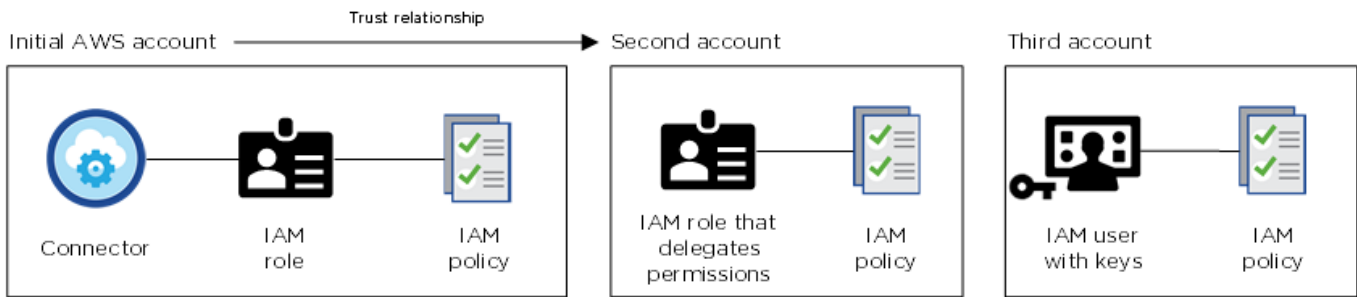 Trust relationship
Initial AWS account
Second account
Third account
Connector
IAM
role
IAM
policy
IAM role that
delegates
permissions
IAM
policy
IAM user
with keys
IAM
policy